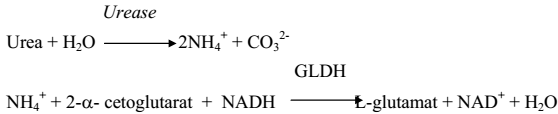 Urease
Urea + H₂O ⟶ 2NH₄⁺ + CO₃²⁻
GLDH
NH₄⁺ + 2-α- cetoglutarat + NADH ⟶ L-glutamat + NAD⁺ + H₂O